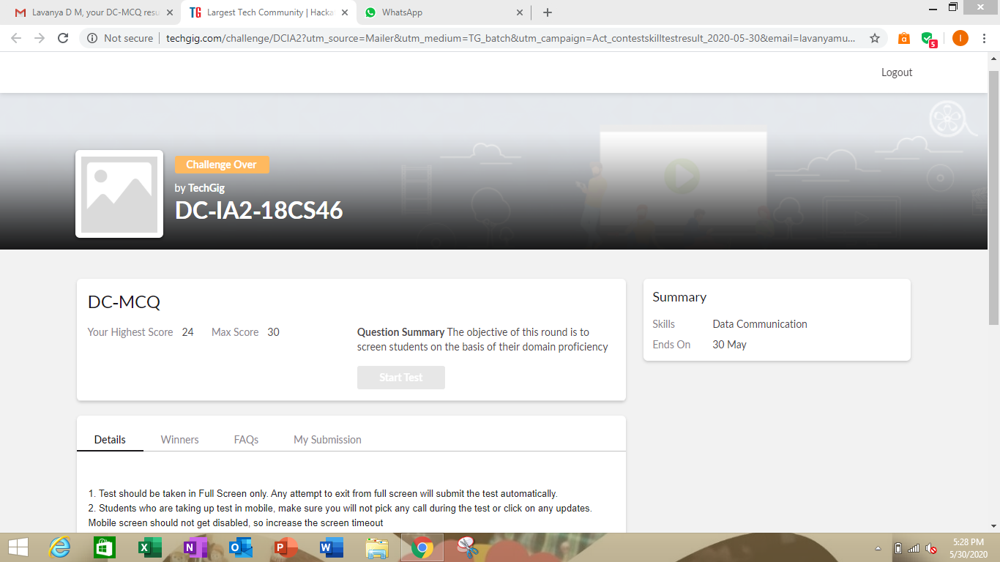 Lavanya D M, your DC-MCQ resu
TG Largest Tech Community | Hacka
WhatsApp
Not secure | techgig.com/challenge/DCIA2?utm_source=Mailer&utm_medium=TG_batch&utm_campaign=Act_contestskilltestresult_2020-05-30&email=lavanyamu...
5
I
Logout
Challenge Over
by TechGig
DC-IA2-18CS46
DC-MCQ
Your Highest Score 24 Max Score 30
Question Summary The objective of this round is to
screen students on the basis of their domain proficiency
Start Test
Summary
Skills Data Communication
Ends On 30 May
Details Winners FAQs My Submission
1. Test should be taken in Full Screen only. Any attempt to exit from full screen will submit the test automatically.
2. Students who are taking up test in mobile, make sure you will not pick any call during the test or click on any updates.
Mobile screen should not get disabled, so increase the screen timeout
5:28 PM
5/30/2020